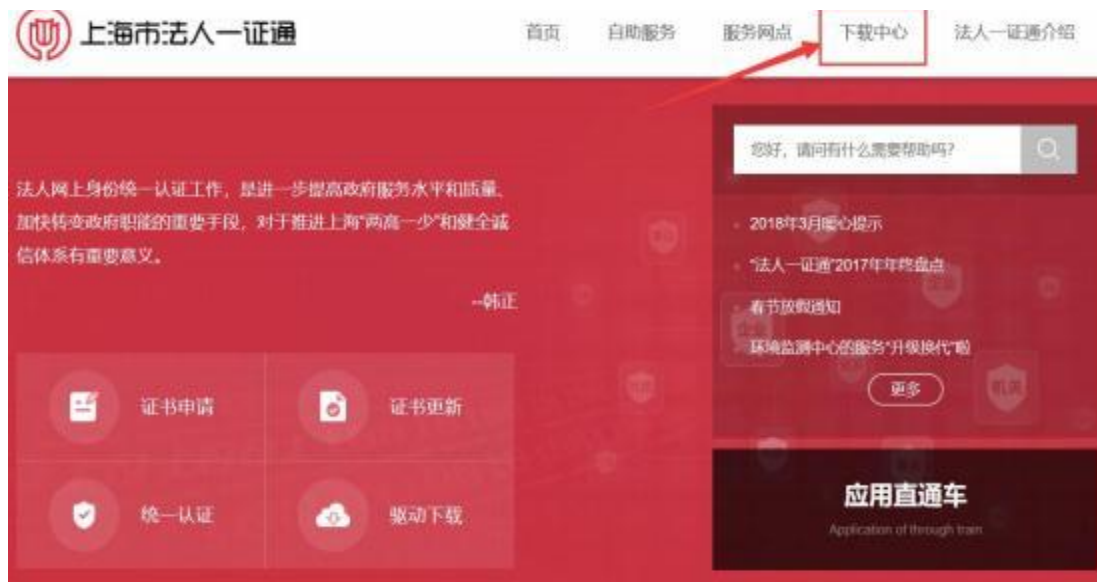 上海市法人一证通
首页 自助服务 服务网点 下载中心 法人一证通介绍
您好，请问有什么需要帮助吗？
法人网上身份统一认证工作，是进一步提高政府服务水平和质量、
加快转变政府职能的重要手段，对于推进上海“两高一少”和健全诚
信体系有重要意义。
--韩正
2018年3月暖心提示
“法人一证通”2017年年终盘点
春节放假通知
环境监测中心的服务“升级换代”啦
更多
证书申请 证书更新
统一认证 驱动下载
应用直通车
Application of through train